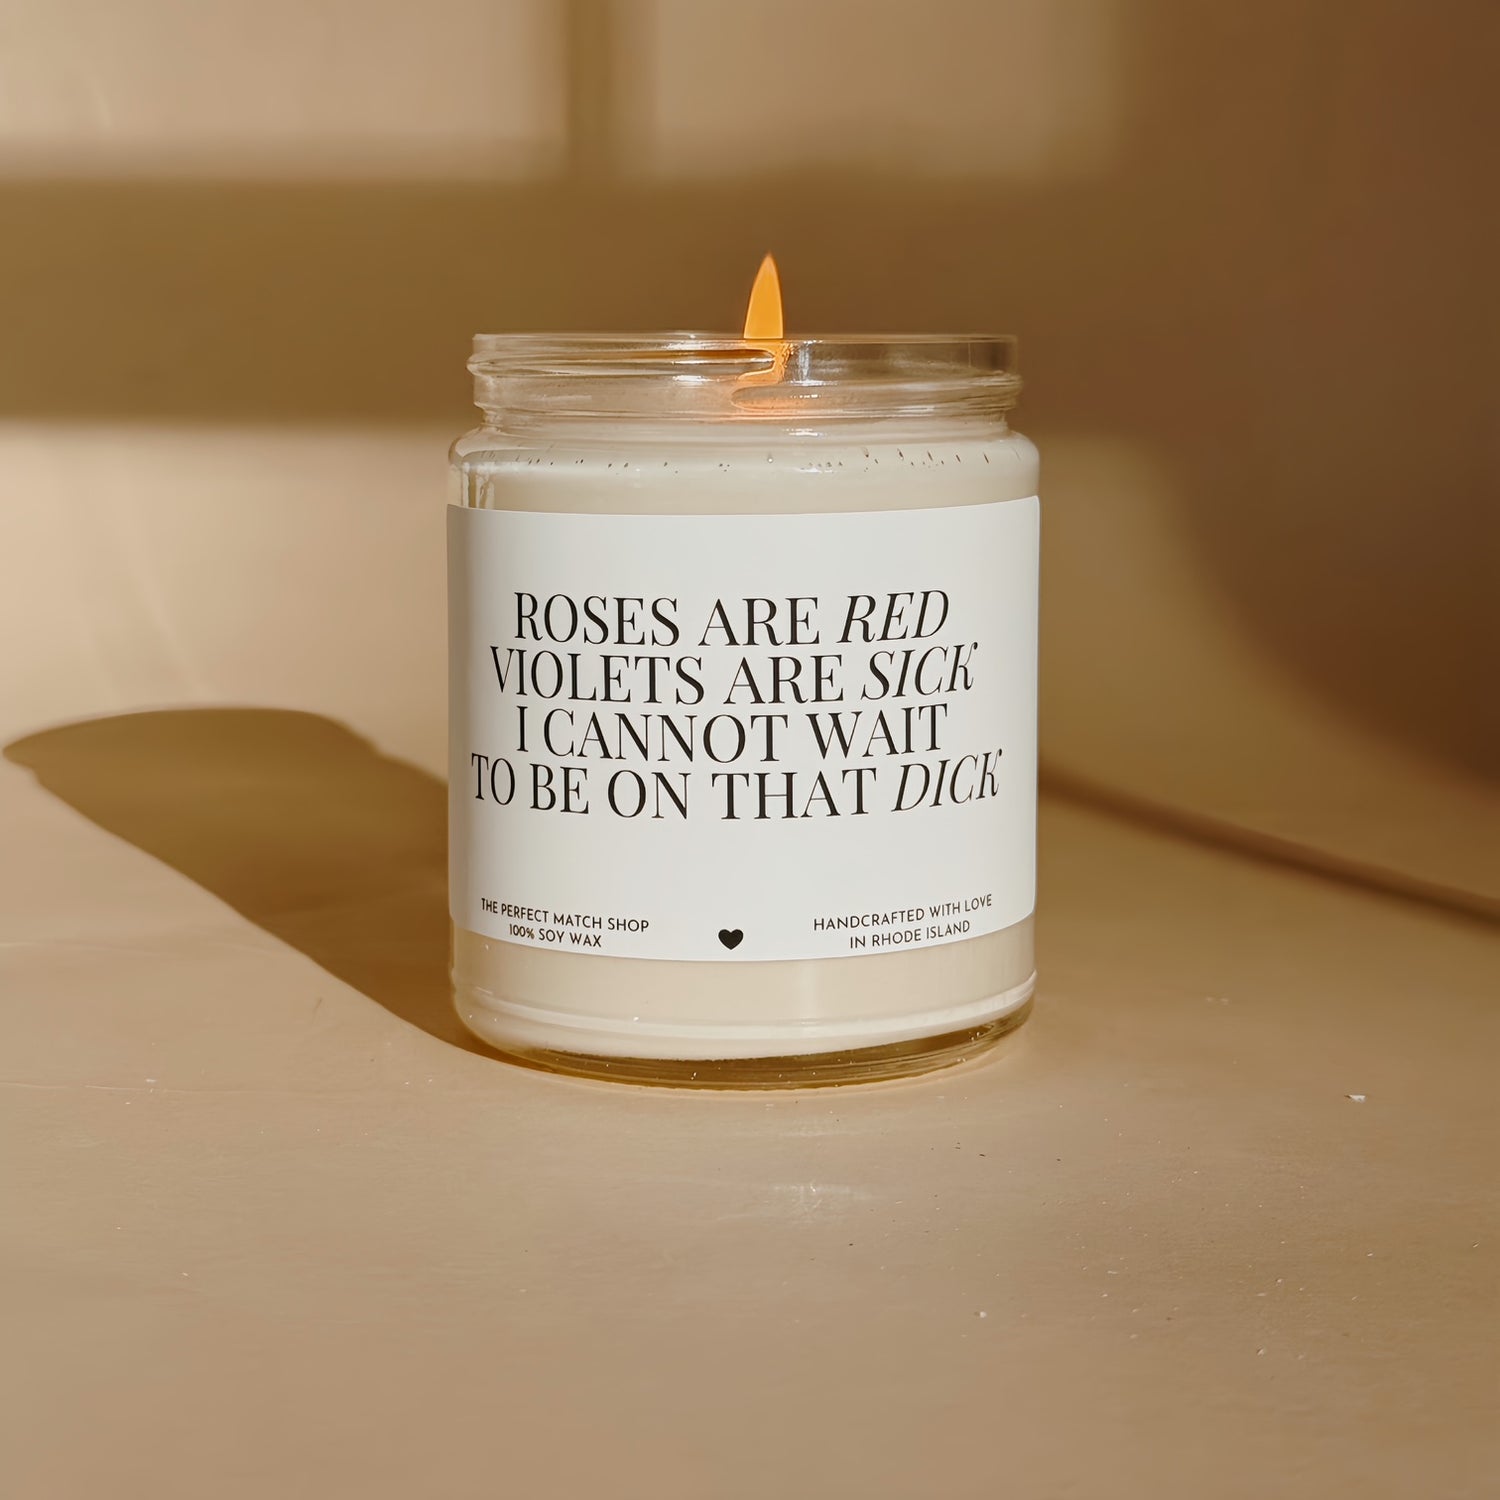 ROSES ARE RED
VIOLETS ARE SICK
I CANNOT WAIT
TO BE ON THAT DICK
THE PERFECT MATCH SHOP
100% SOY WAX
HANDCRAFTED WITH LOVE
IN RHODE ISLAND